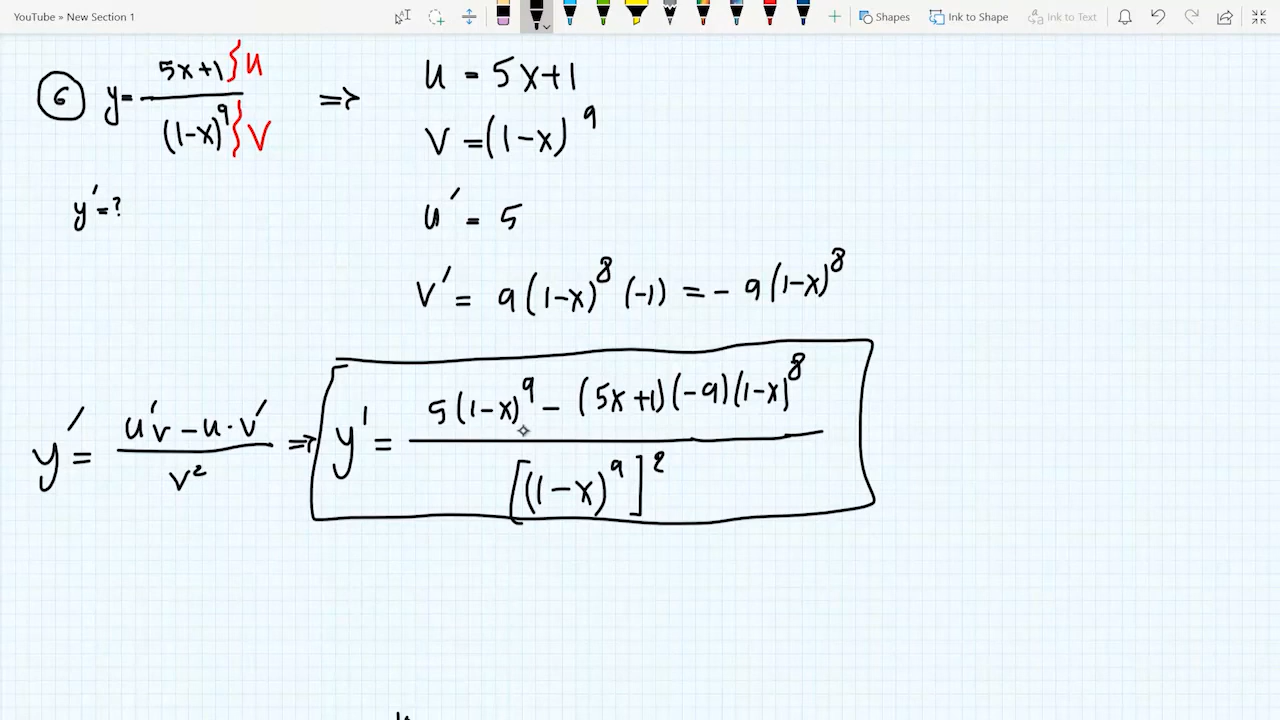 YouTube » New Section 1
Shapes
Ink to Shape
Ink to Text
6 y= 5x+1 } u
(1-x)^9 } v
=>
u = 5x+1
v = (1-x)^9
y' = ?
u' = 5
v' = 9(1-x)^8 (-1) = - 9(1-x)^8
y' = u'v - u·v' / v² => y' = 5(1-x)^9 - (5x+1)(-9)(1-x)^8 / [(1-x)^9]^2